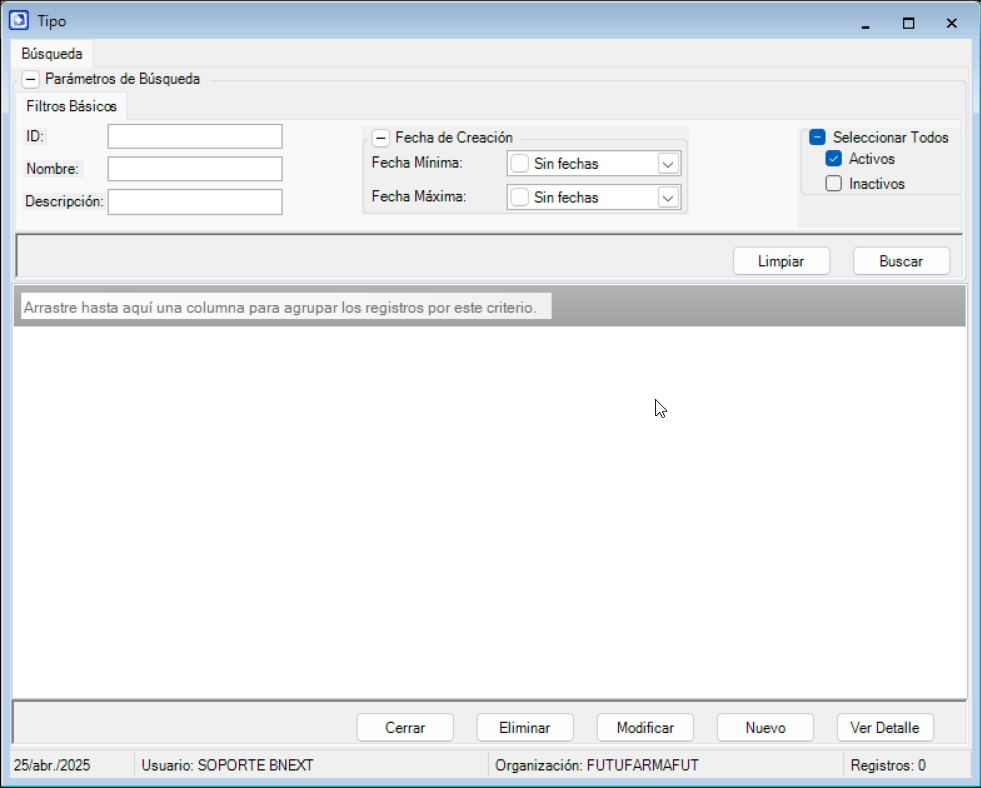 Tipo
Búsqueda
Parámetros de Búsqueda
Filtros Básicos
ID:
Nombre:
Descripción:
Fecha de Creación
Fecha Mínima: Sin fechas
Fecha Máxima: Sin fechas
Seleccionar Todos
Activos
Inactivos
Limpiar Buscar
Arrastre hasta aquí una columna para agrupar los registros por este criterio.
Cerrar Eliminar Modificar Nuevo Ver Detalle
25/abr./2025 Usuario: SOPORTE BNEXT Organización: FUTUFARMAFUT Registros: 0